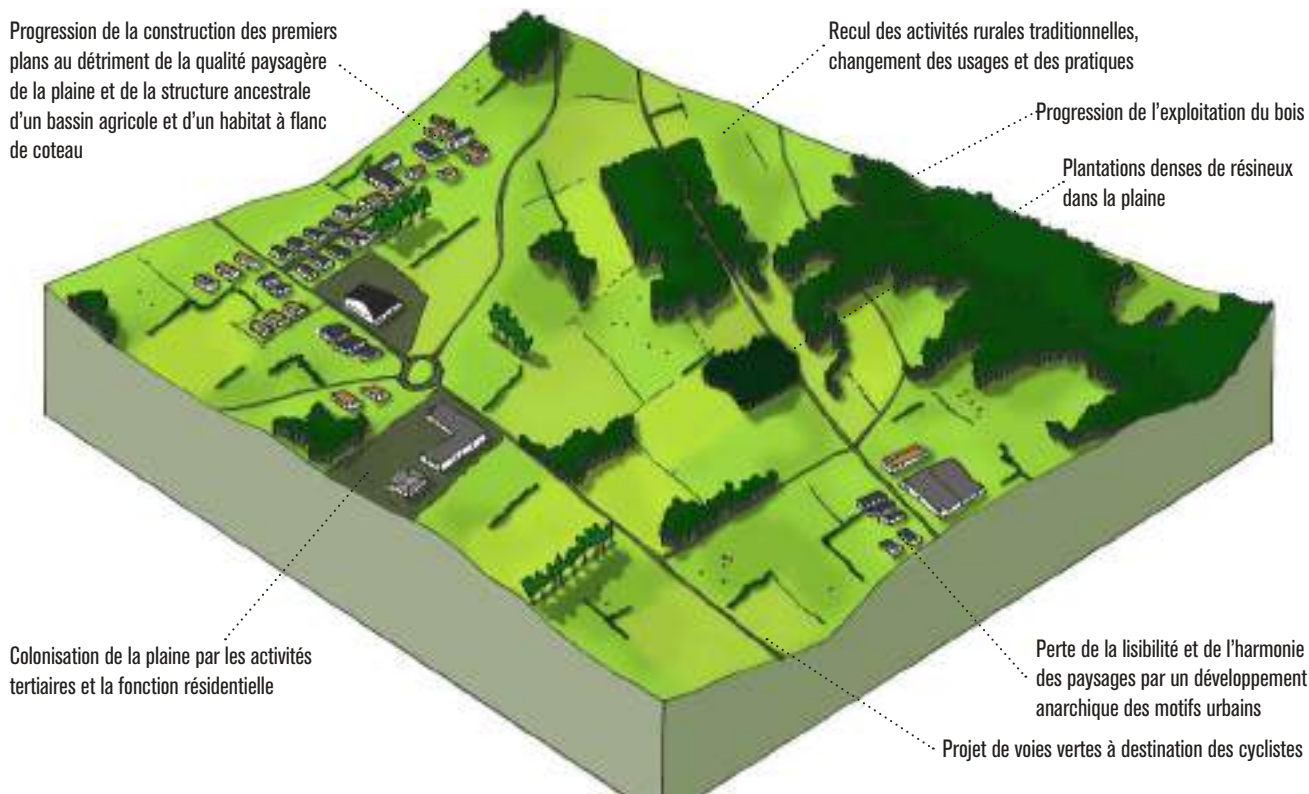 Progression de la construction des premiers
plans au détriment de la qualité paysagère
de la plaine et de la structure ancestrale
d’un bassin agricole et d’un habitat à flanc
de coteau
Recul des activités rurales traditionnelles,
changement des usages et des pratiques
Progression de l’exploitation du bois
Plantations denses de résineux
dans la plaine
Colonisation de la plaine par les activités
tertiaires et la fonction résidentielle
Perte de la lisibilité et de l’harmonie
des paysages par un développement
anarchique des motifs urbains
Projet de voies vertes à destination des cyclistes